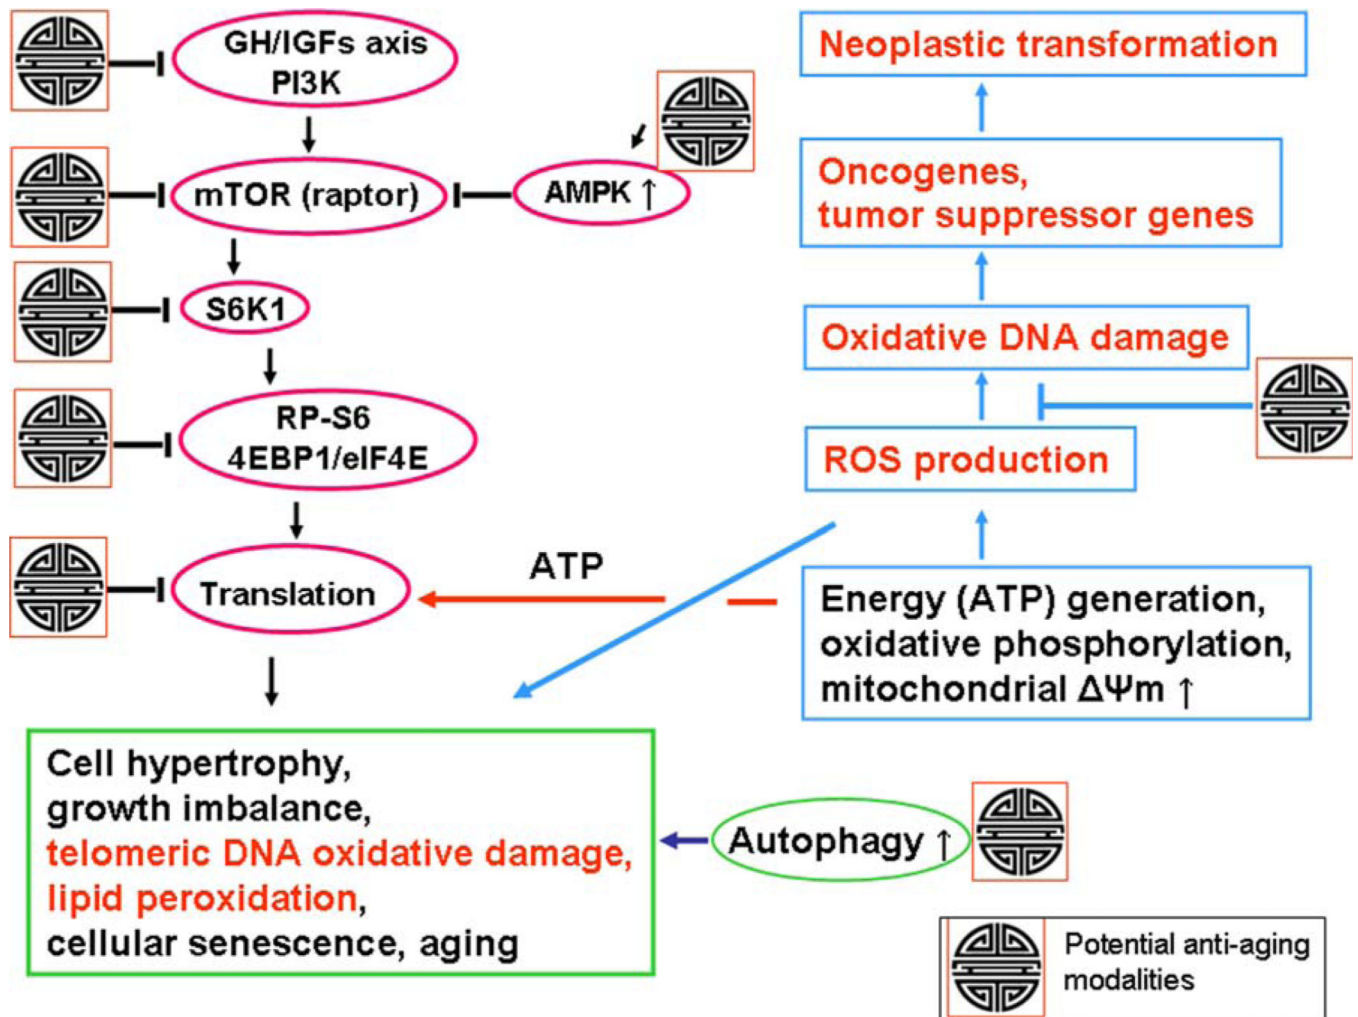 GH/IGFs axis
PI3K
mTOR (raptor)
AMPK ↑
S6K1
RP-S6
4EBP1/eIF4E
Translation
ATP
Cell hypertrophy,
growth imbalance,
telomeric DNA oxidative damage,
lipid peroxidation,
cellular senescence, aging
Autophagy ↑
Neoplastic transformation
Oncogenes,
tumor suppressor genes
Oxidative DNA damage
ROS production
Energy (ATP) generation,
oxidative phosphorylation,
mitochondrial ΔΨm ↑
Potential anti-aging
modalities